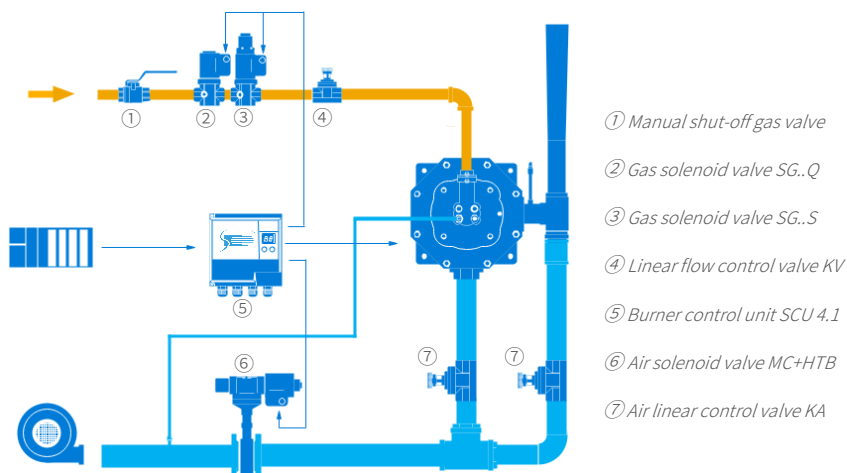 ①
②
③
④
⑤
⑥
⑦
⑦
① Manual shut-off gas valve
② Gas solenoid valve SG..Q
③ Gas solenoid valve SG..S
④ Linear flow control valve KV
⑤ Burner control unit SCU 4.1
⑥ Air solenoid valve MC+HTB
⑦ Air linear control valve KA